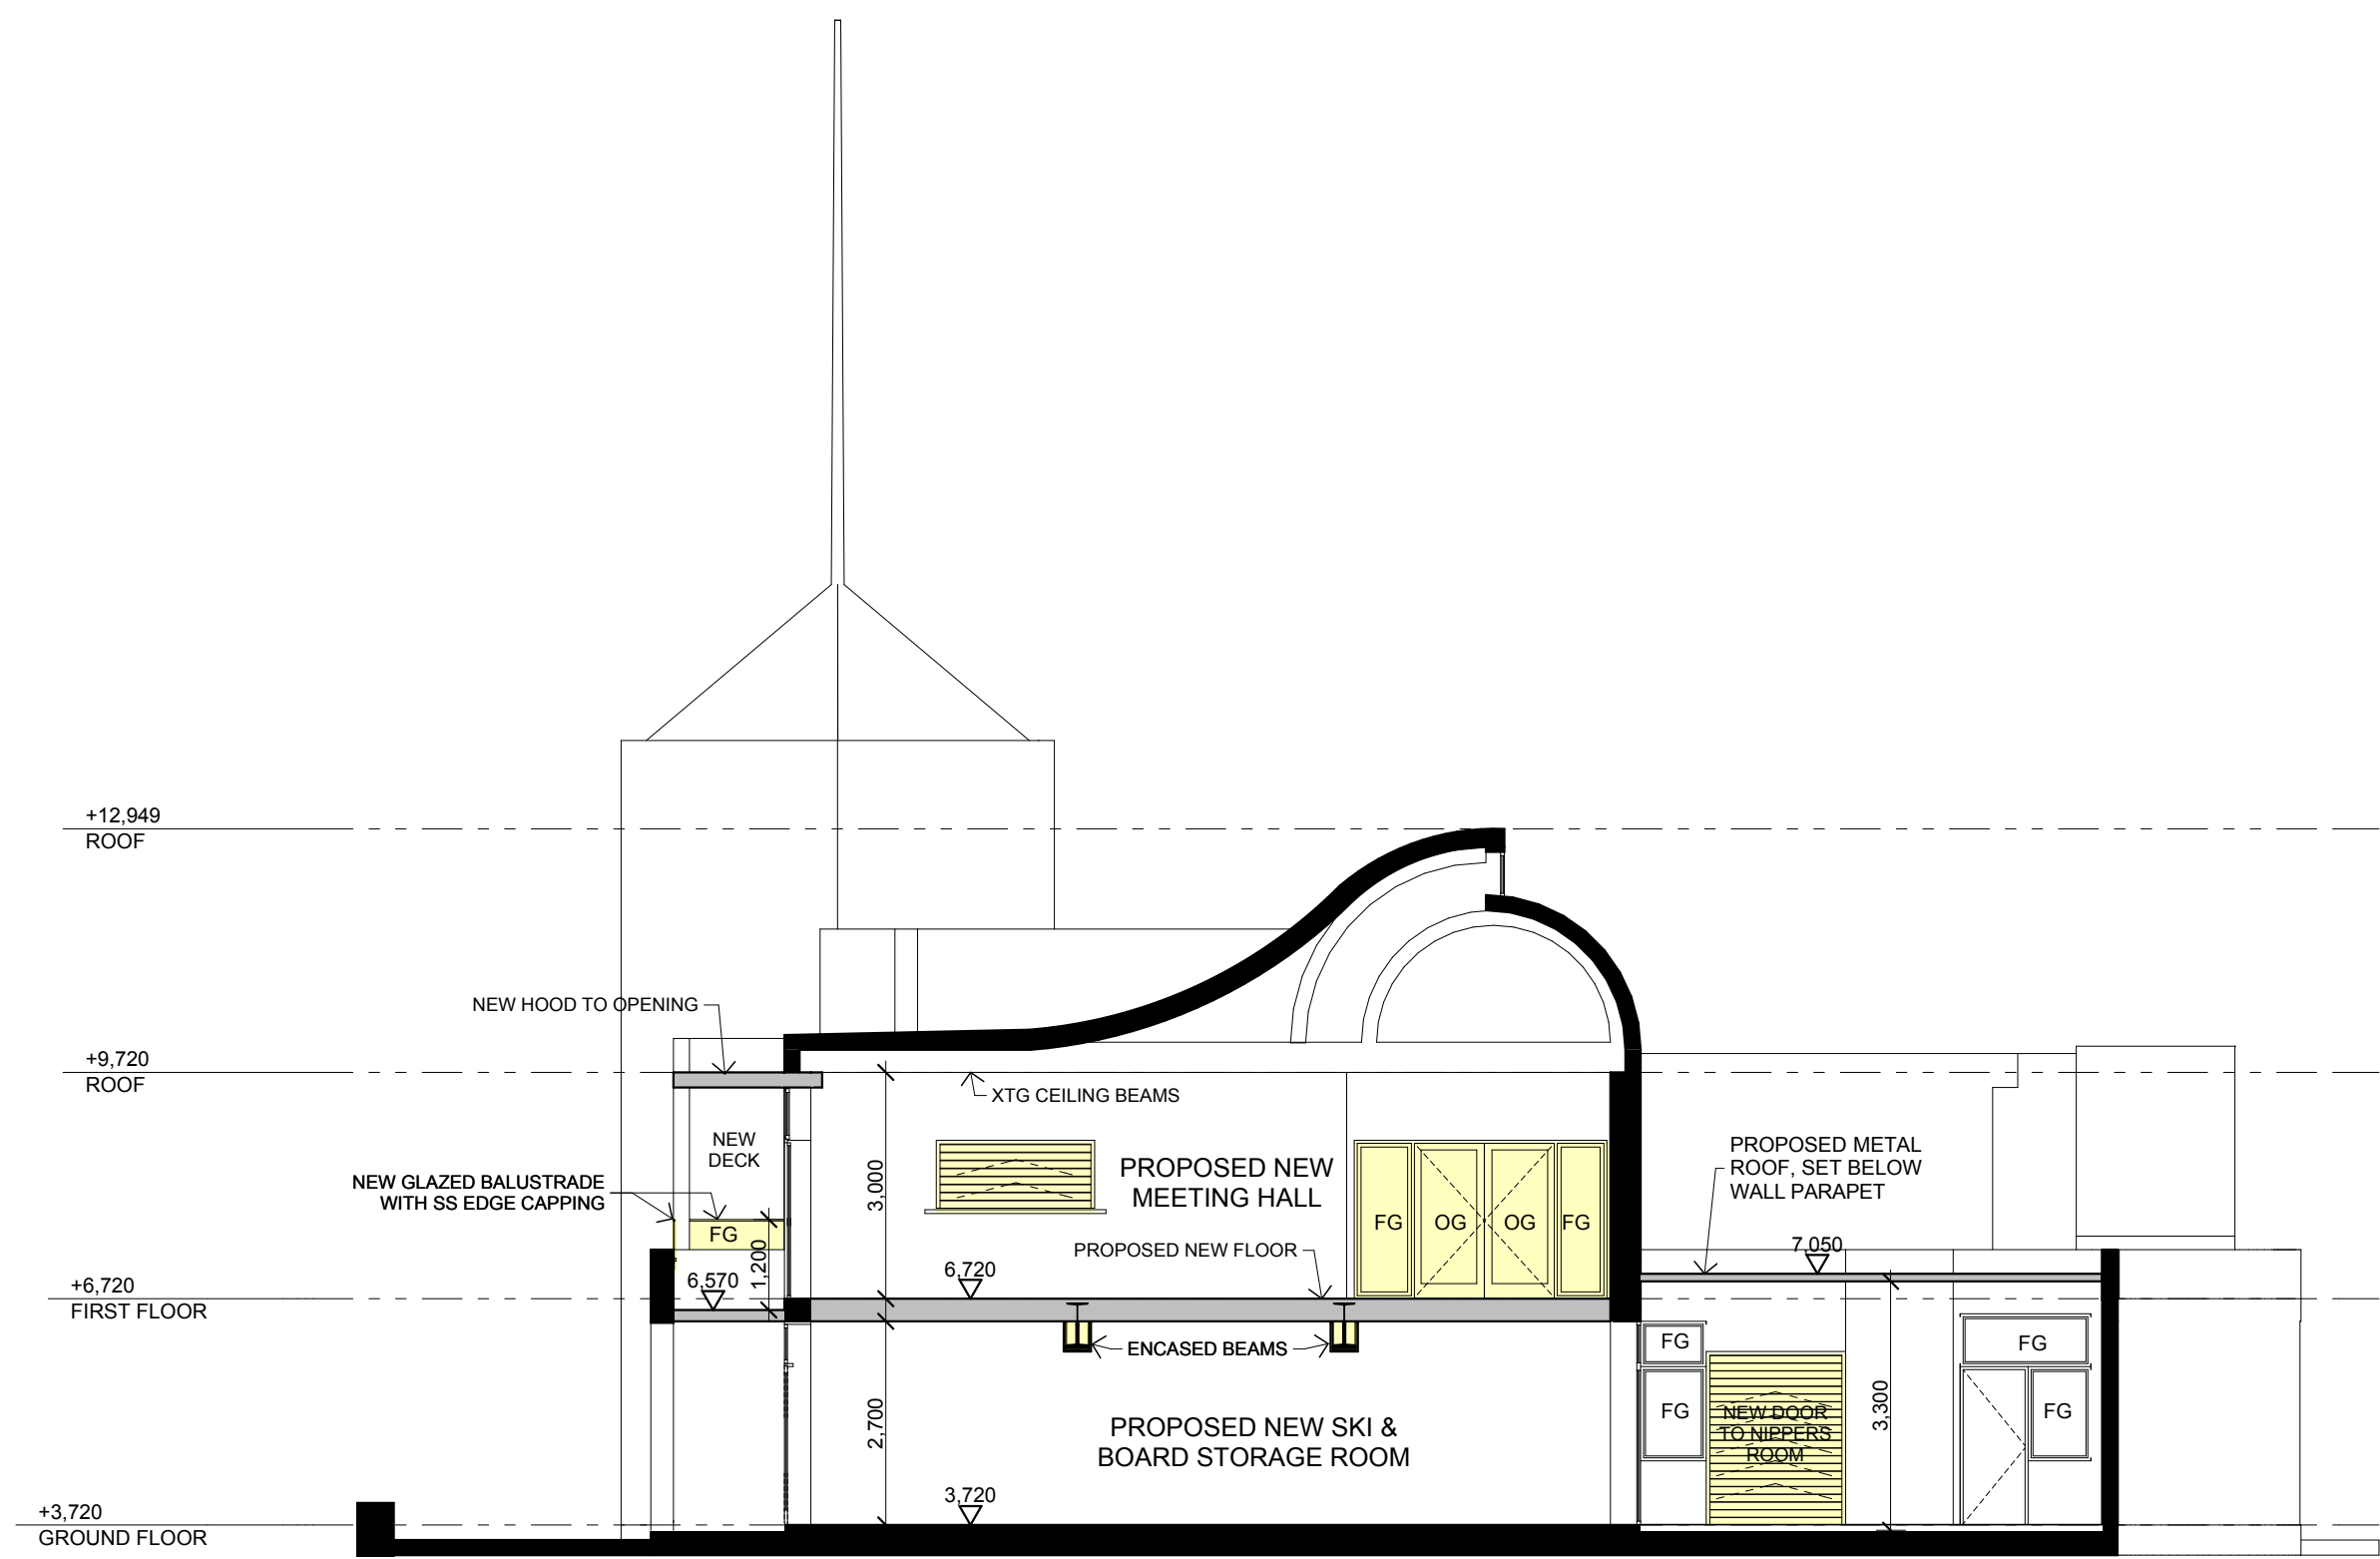 +12,949
ROOF
NEW HOOD TO OPENING
+9,720
ROOF
XTG CEILING BEAMS
NEW
DECK
NEW GLAZED BALUSTRADE
WITH SS EDGE CAPPING
FG
1,200
3,000
PROPOSED NEW
MEETING HALL
FG
OG
OG
FG
PROPOSED METAL
ROOF, SET BELOW
WALL PARAPET
PROPOSED NEW FLOOR
7,050
6,570
6,720
+6,720
FIRST FLOOR
ENCASED BEAMS
FG
FG
FG
FG
2,700
PROPOSED NEW SKI &
BOARD STORAGE ROOM
NEW DOOR
TO NIPPERS
ROOM
3,300
3,720
+3,720
GROUND FLOOR